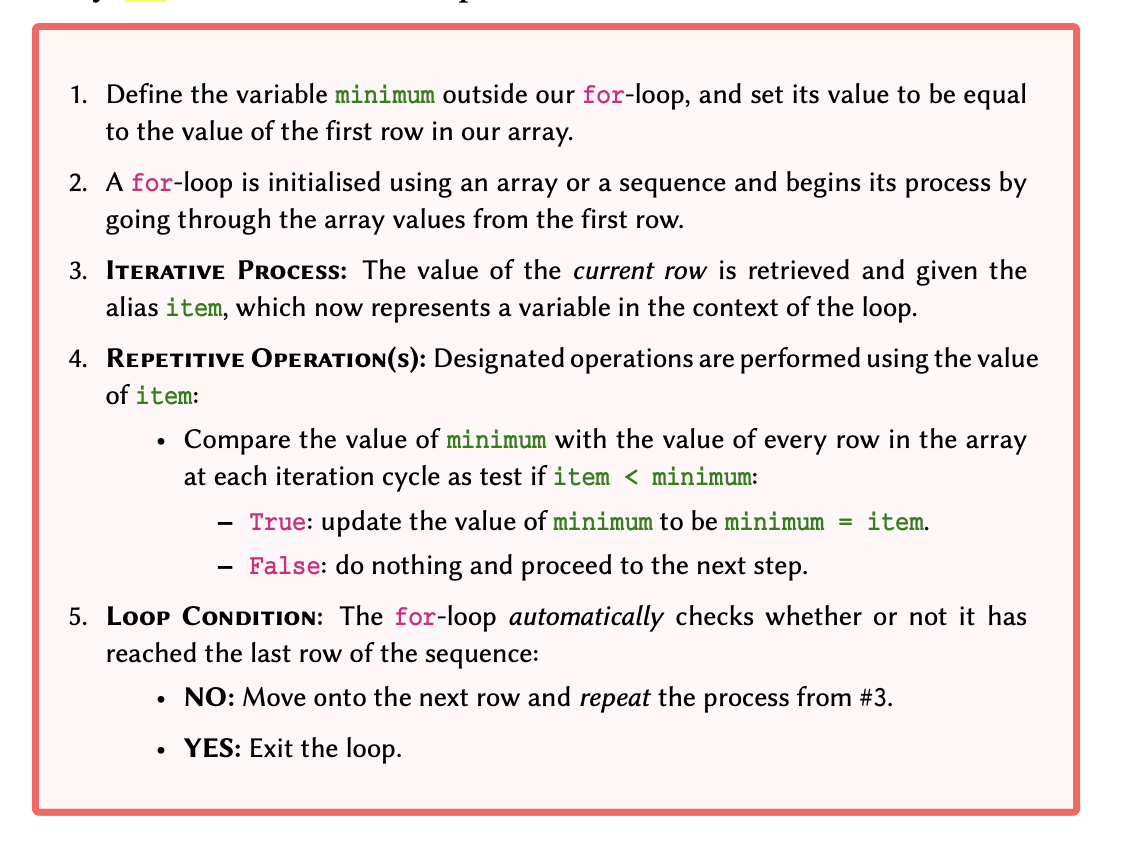 1. Define the variable minimum outside our for-loop, and set its value to be equal
to the value of the first row in our array.
2. A for-loop is initialised using an array or a sequence and begins its process by
going through the array values from the first row.
3. ITERATIVE PROCESS: The value of the current row is retrieved and given the
alias item, which now represents a variable in the context of the loop.
4. REPETITIVE OPERATION(S): Designated operations are performed using the value
of item:
• Compare the value of minimum with the value of every row in the array
at each iteration cycle as test if item < minimum:
– True: update the value of minimum to be minimum = item.
– False: do nothing and proceed to the next step.
5. LOOP CONDITION: The for-loop automatically checks whether or not it has
reached the last row of the sequence:
• NO: Move onto the next row and repeat the process from #3.
• YES: Exit the loop.